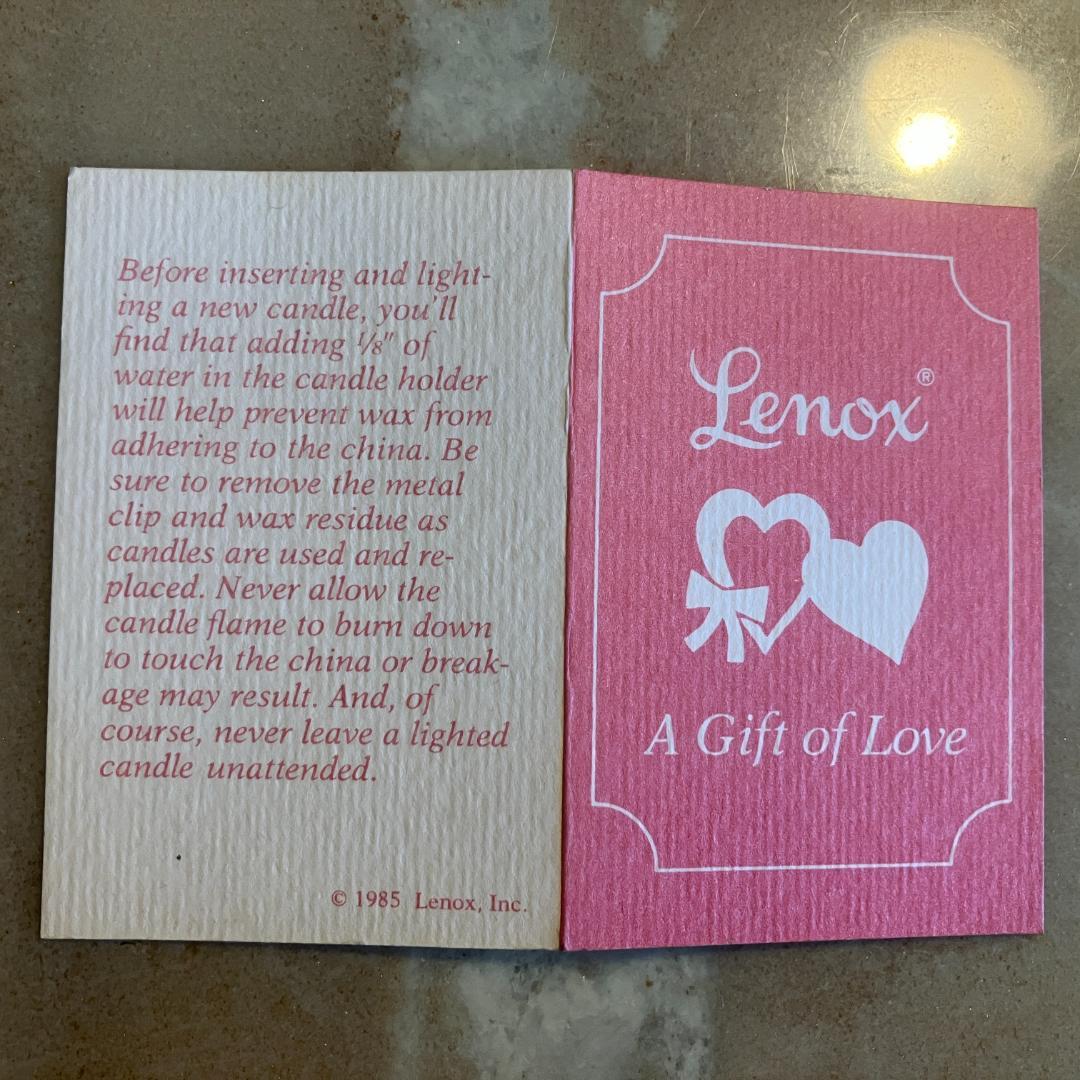 Before inserting and light-
ing a new candle, you'll
find that adding ⅛" of
water in the candle holder
will help prevent wax from
adhering to the china. Be
sure to remove the metal
clip and wax residue as
candles are used and re-
placed. Never allow the
candle flame to burn down
to touch the china or break-
age may result. And, of
course, never leave a lighted
candle unattended.
© 1985 Lenox, Inc.
Lenox®
A Gift of Love